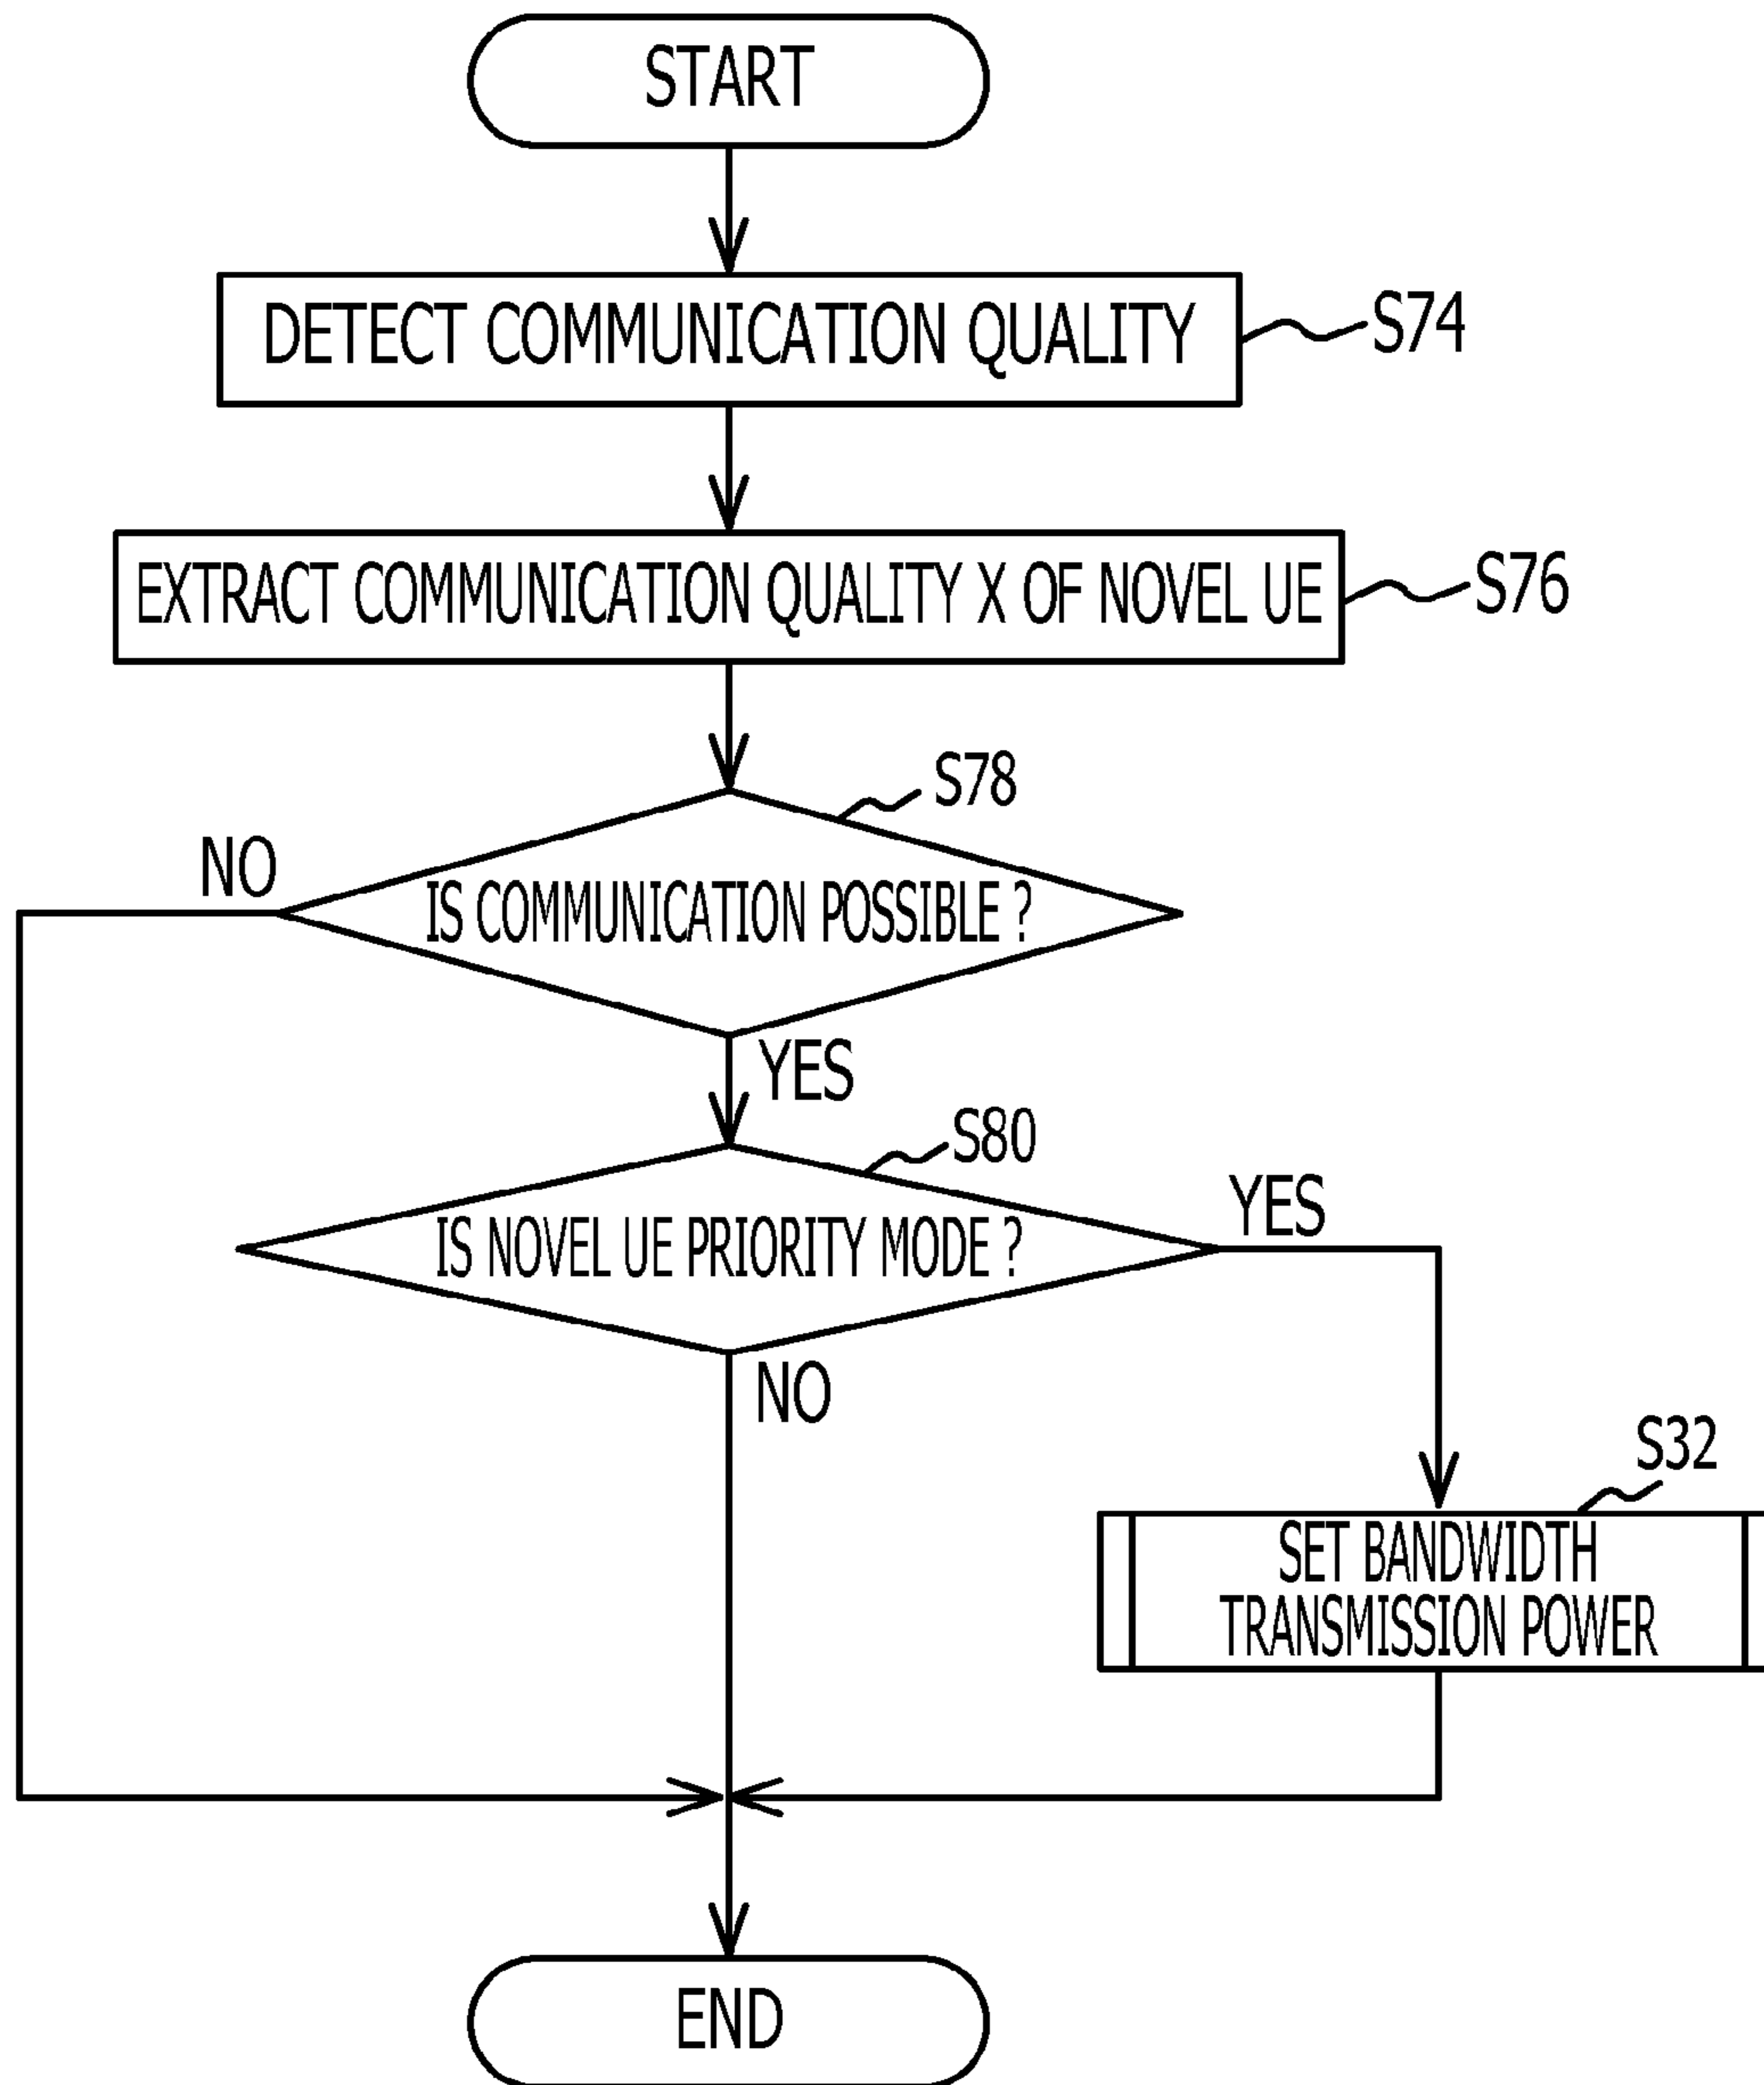 START
DETECT COMMUNICATION QUALITY
S74
EXTRACT COMMUNICATION QUALITY X OF NOVEL UE
S76
S78
NO
IS COMMUNICATION POSSIBLE ?
YES
S80
YES
IS NOVEL UE PRIORITY MODE ?
NO
S32
SET BANDWIDTH
TRANSMISSION POWER
END